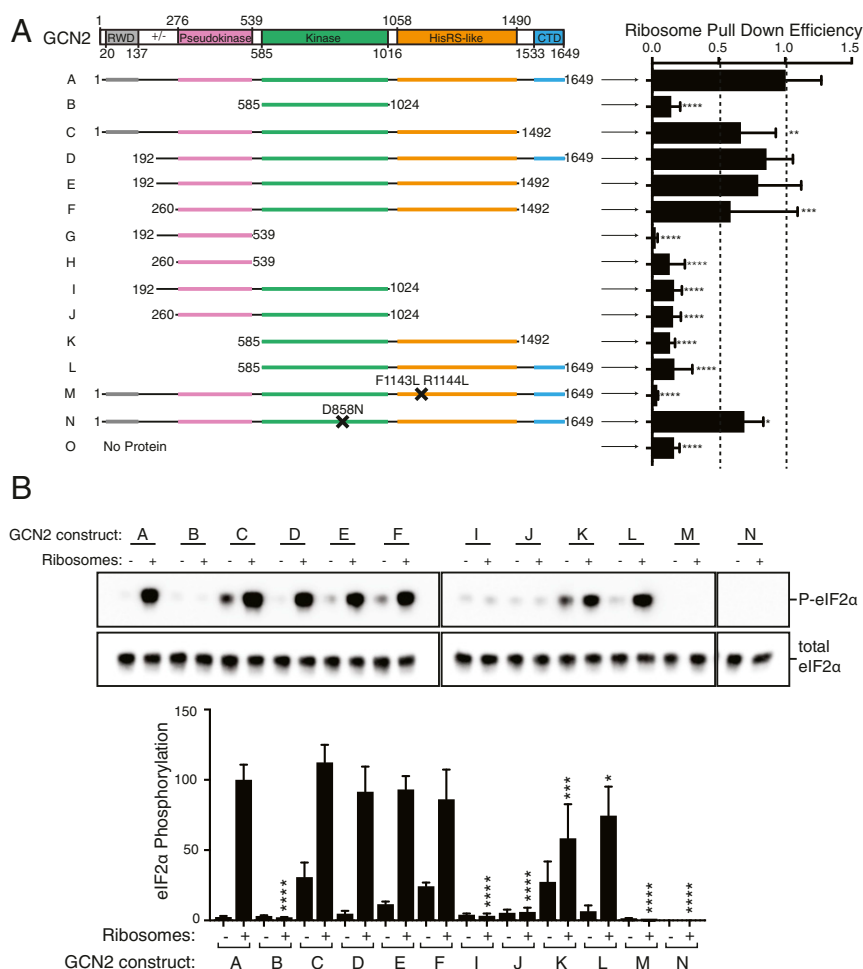 A
1 276 539 1058 1490
GCN2 RWD +/- Pseudokinase Kinase HisRS-like CTD
20 137 585 1016 1533 1649
Ribosome Pull Down Efficiency
0.0 0.5 1.0 1.5
A 1 1649
B 585 1024 ****
C 1 1492 **
D 192 1649
E 192 1492
F 260 1492 ***
G 192 539 ****
H 260 539 ****
I 192 1024 ****
J 260 1024 ****
K 585 1492 ****
L 585 1649 ****
F1143L R1144L
M 1 1649 ****
D858N
N 1 1649 *
O No Protein ****
B
GCN2 construct: A B C D E F I J K L M N
Ribosomes: - + - + - + - + - + - + - + - + - + - + - + - +
P-eIF2α
total
eIF2α
eIF2α Phosphorylation
150
100
50
0
**** **** **** *** * **** ****
Ribosomes: - + - + - + - + - + - + - + - + - + - + - + - +
GCN2 construct: A B C D E F I J K L M N